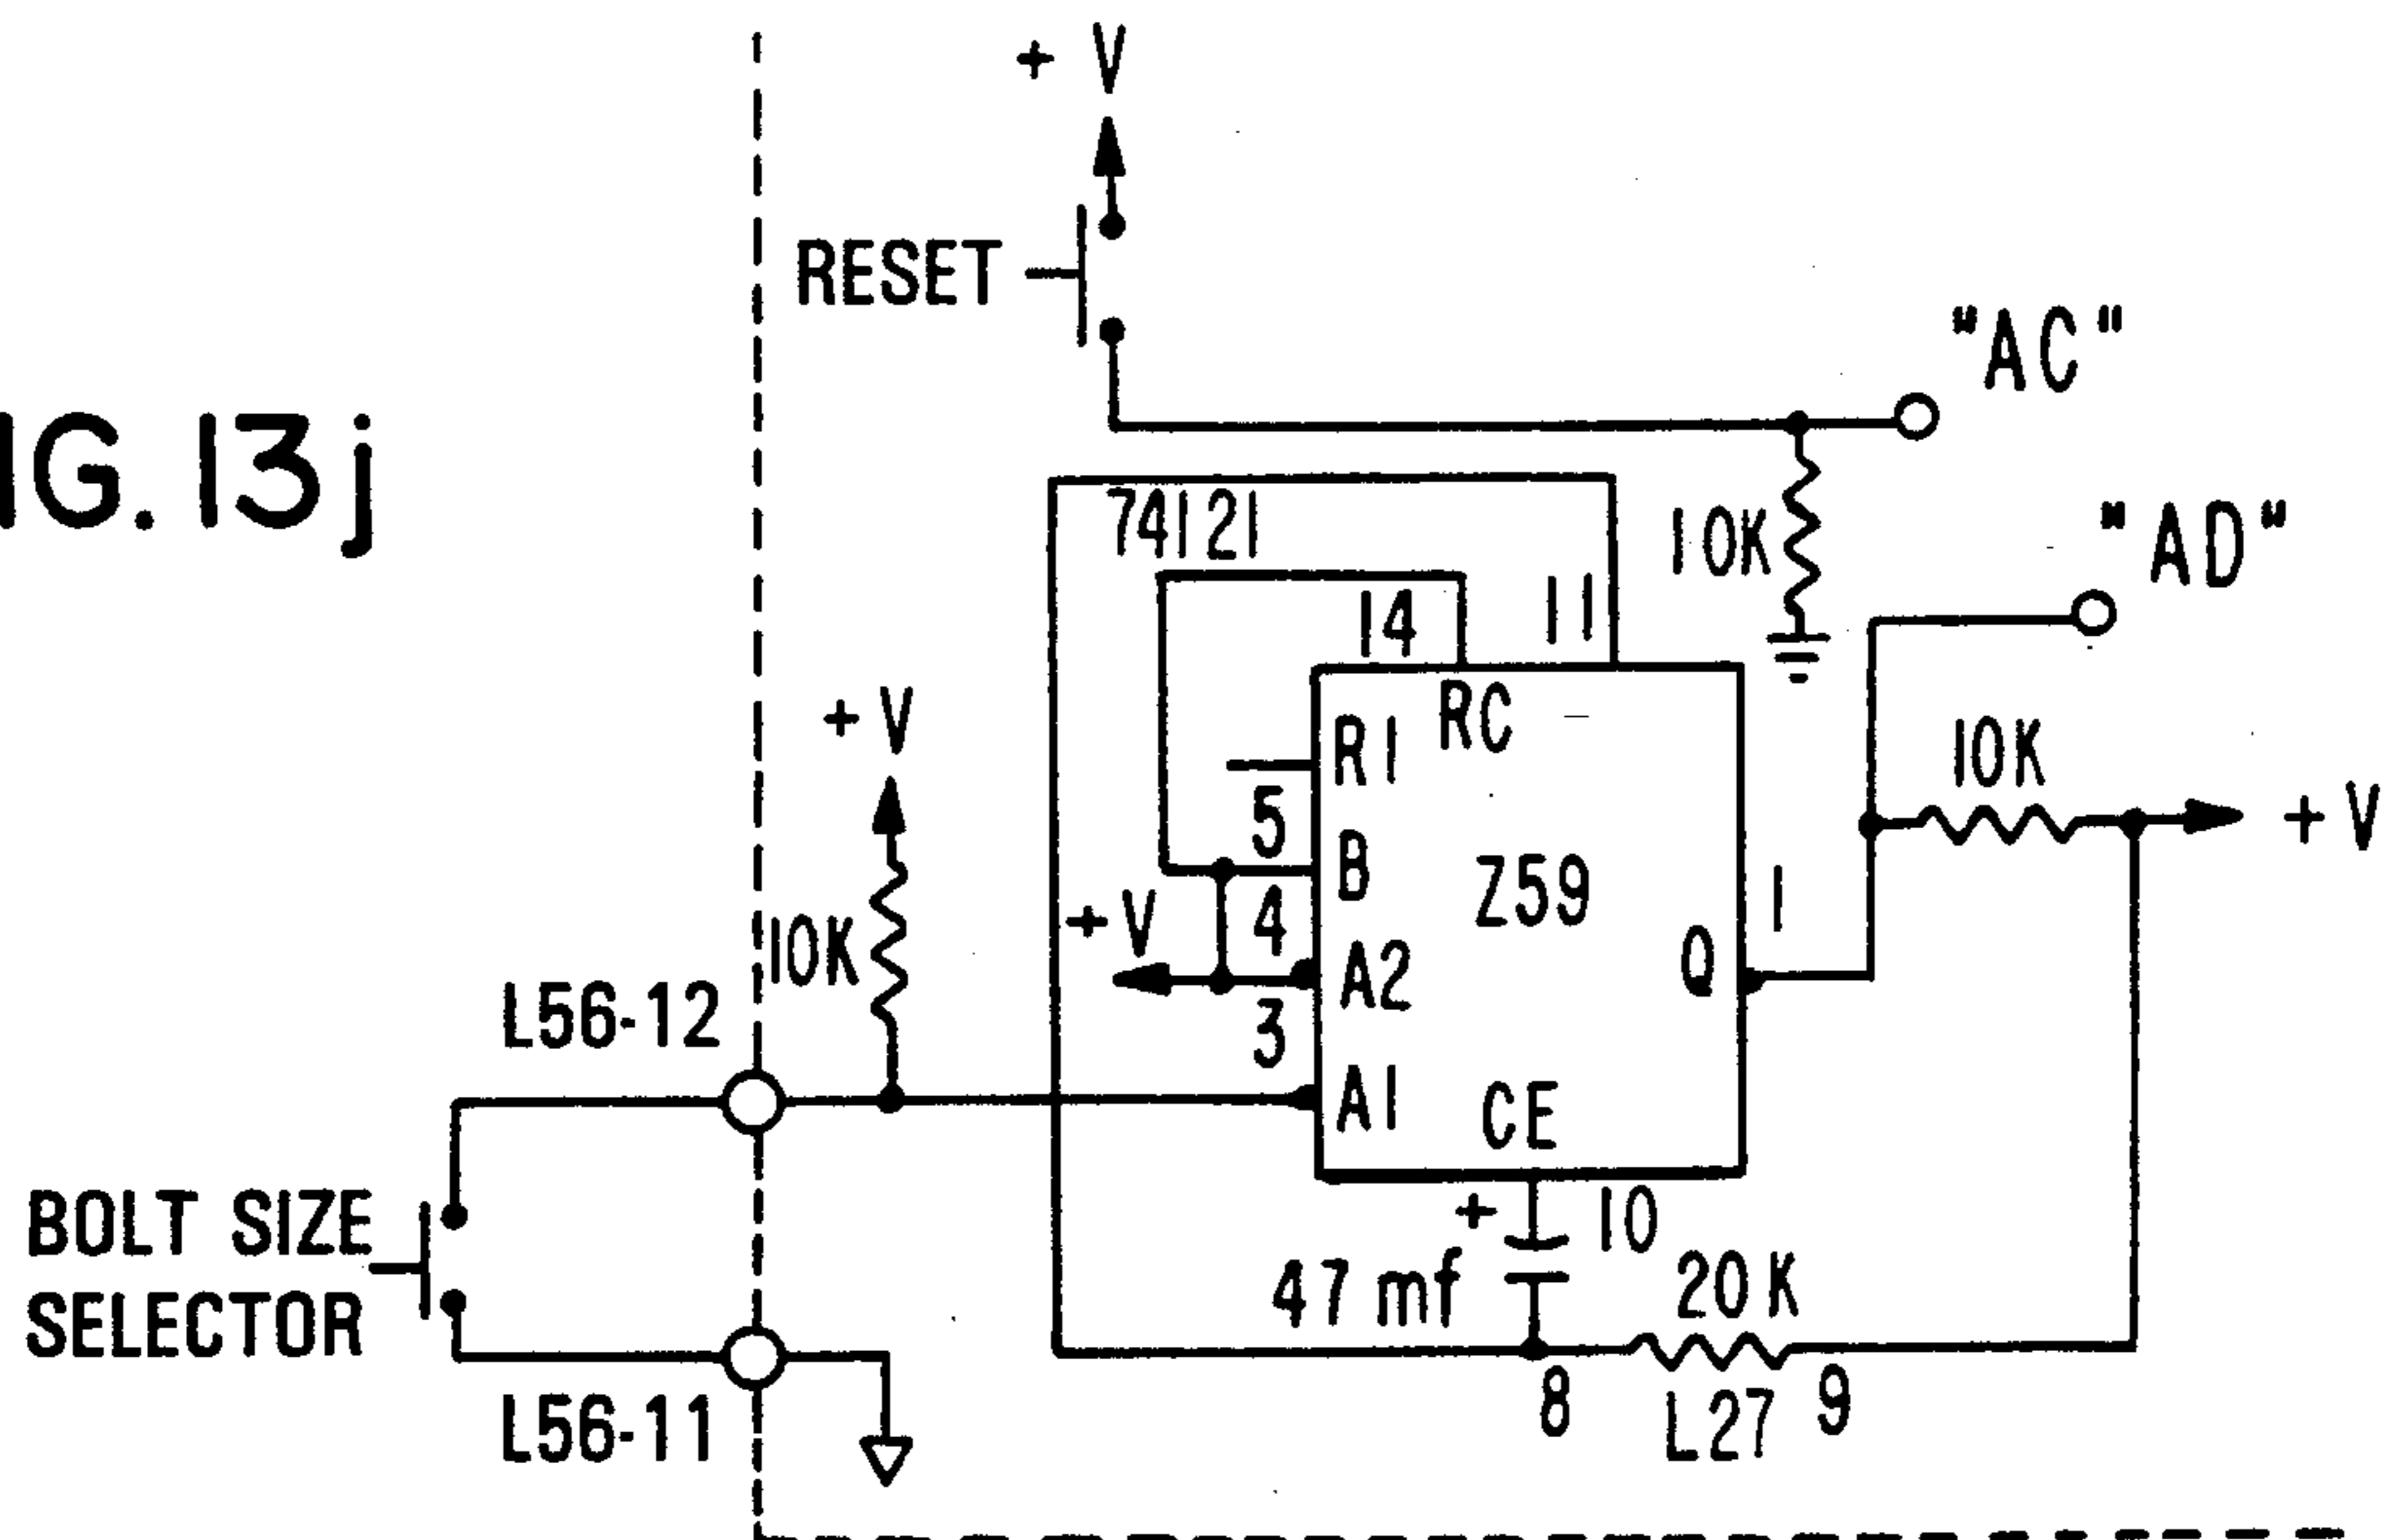 + V
RESET
"AC"
IG. 13j
74121
10K
"AD"
14
11
+ V
RC
R1
10K
5
B
Z59
+ V
+ V
4
1
10K
A2
Q
L56-12
3
A1
CE
BOLT SIZE
SELECTOR
+
10
47 mf
20K
L56-11
8
L27
9